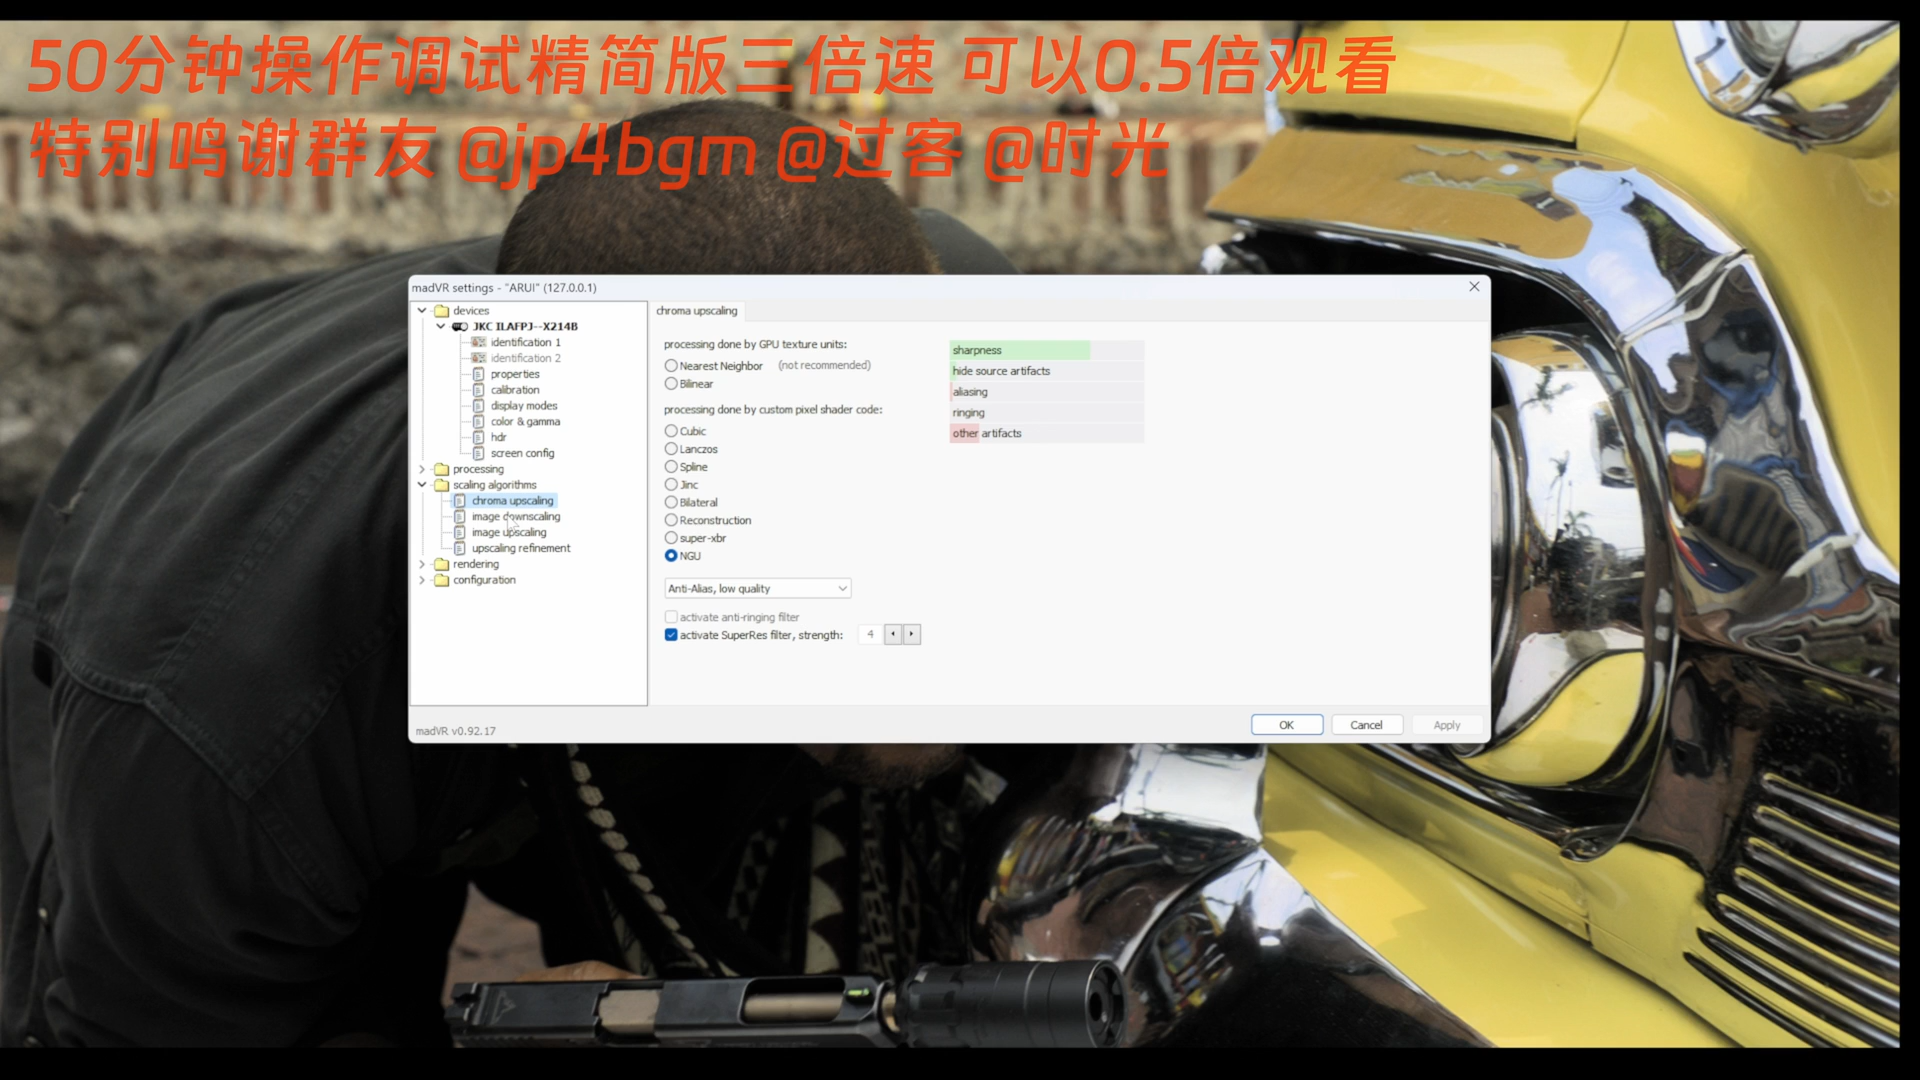 50分钟操作调试精简版三倍速 可以0.5倍观看
特别鸣谢群友 @jp4bgm @过客 @时光
madVR settings - "ARUI" (127.0.0.1)
devices
JKC ILAFPJ--X214B
identification 1
identification 2
properties
calibration
display modes
color & gamma
hdr
screen config
processing
scaling algorithms
chroma upscaling
image downscaling
image upscaling
upscaling refinement
rendering
configuration
madVR v0.92.17
chroma upscaling
processing done by GPU texture units:
Nearest Neighbor (not recommended)
Bilinear
processing done by custom pixel shader code:
Cubic
Lanczos
Spline
Jinc
Bilateral
Reconstruction
super-xbr
NGU
Anti-Alias, low quality
activate anti-ringing filter
activate SuperRes filter, strength: 4
sharpness
hide source artifacts
aliasing
ringing
other artifacts
OK Cancel Apply